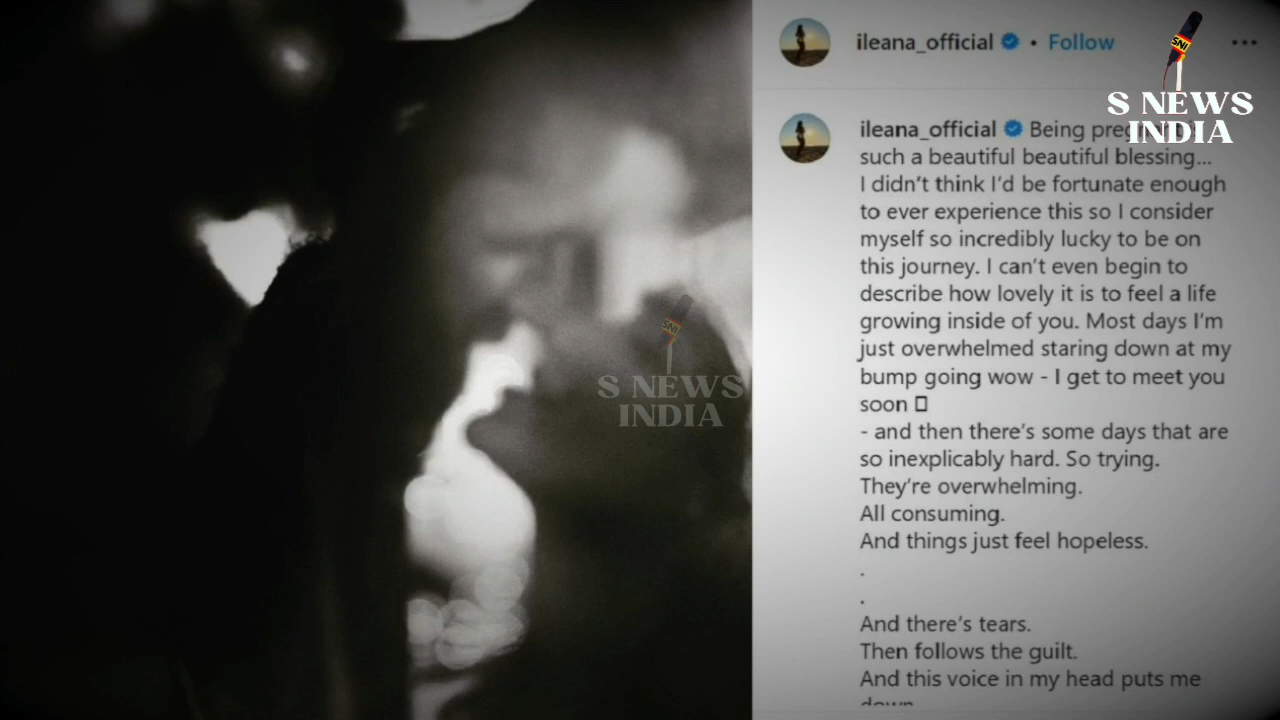 ileana_official • Follow
S NEWS
INDIA
ileana_official Being
such a beautiful beautiful blessing...
I didn't think I'd be fortunate enough
to ever experience this so I consider
myself so incredibly lucky to be on
this journey. I can't even begin to
describe how lovely it is to feel a life
growing inside of you. Most days I'm
just overwhelmed staring down at my
bump going wow - I get to meet you
soon
- and then there's some days that are
so inexplicably hard. So trying.
They're overwhelming.
All consuming.
And things just feel hopeless.
.
.
And there's tears.
Then follows the guilt.
And this voice in my head puts me
SNI
S NEWS
INDIA
SNI